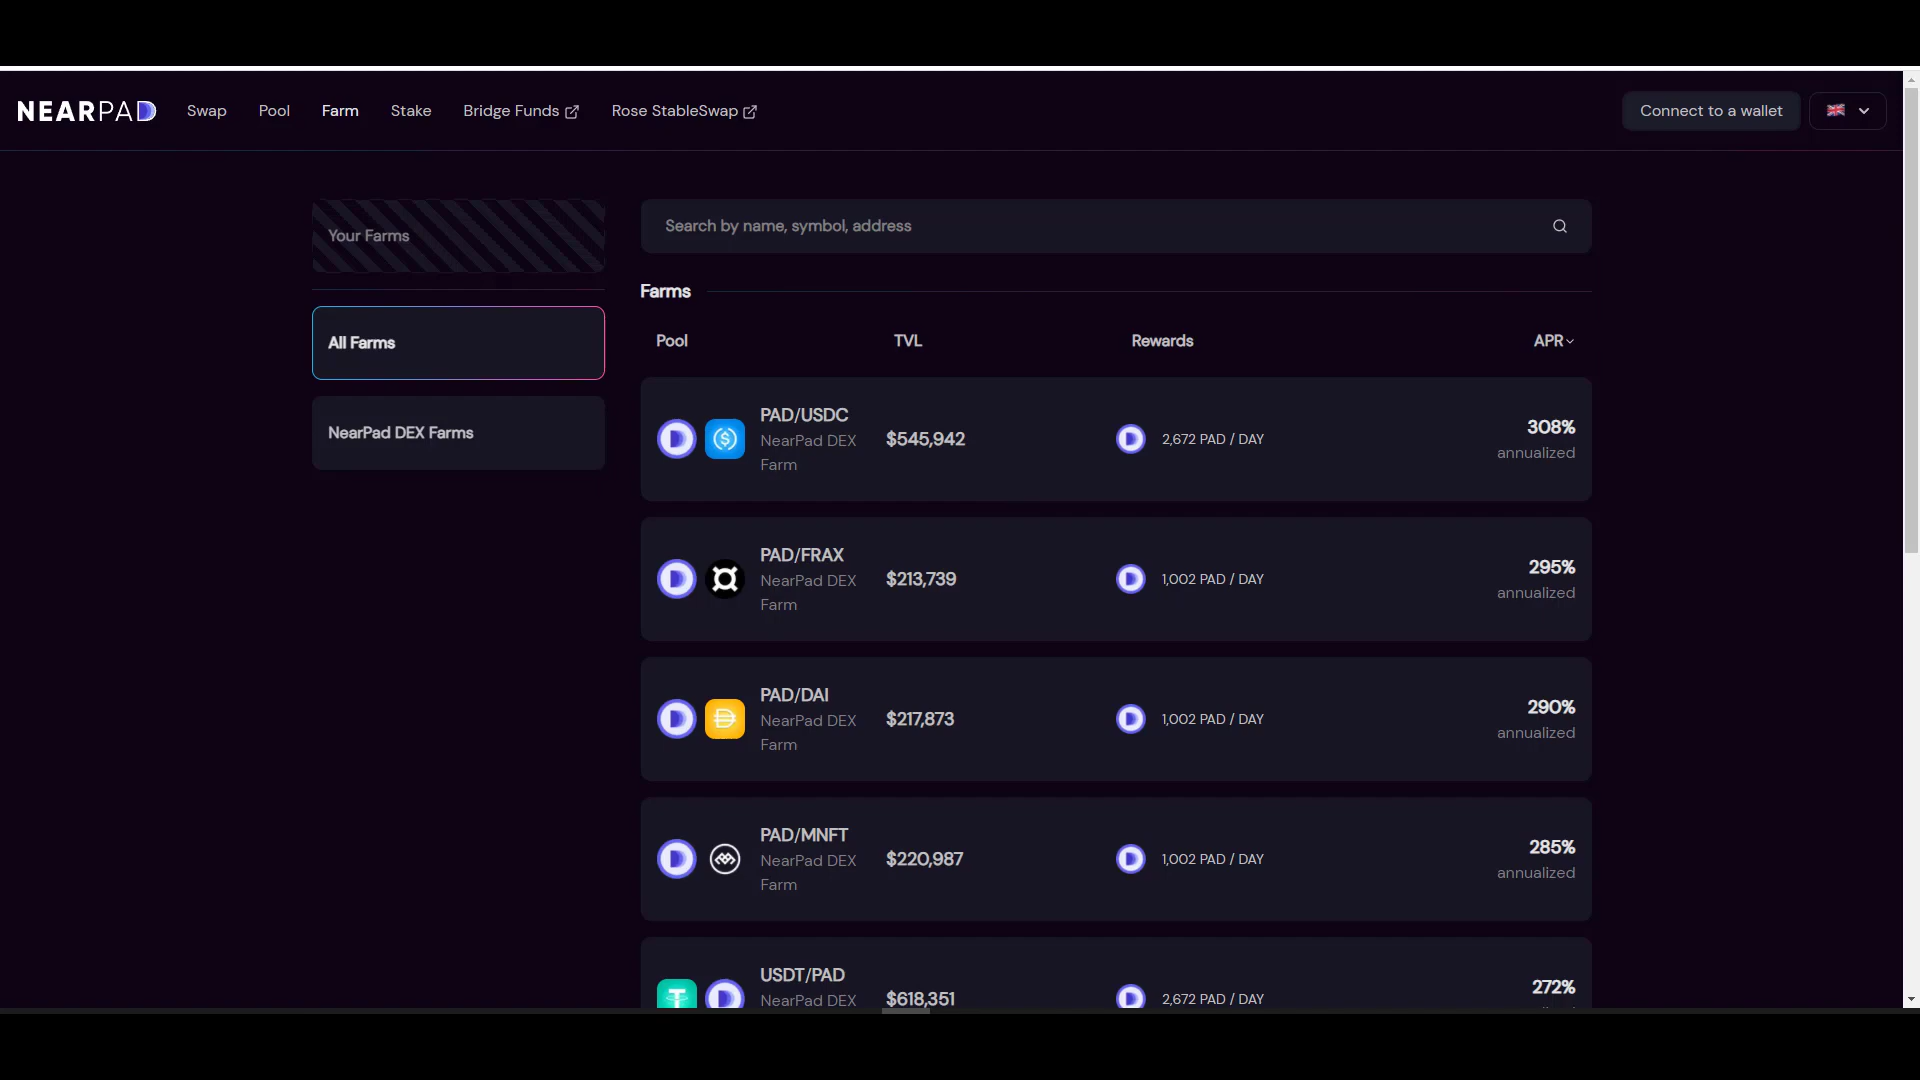 NEARPAD Swap Pool Farm Stake Bridge Funds Rose StableSwap Connect to a wallet
Your Farms
All Farms
NearPad DEX Farms
Search by name, symbol, address
Farms
Pool TVL Rewards APR
PAD/USDC
NearPad DEX
Farm
$545,942
2,672 PAD / DAY
308%
annualized
PAD/FRAX
NearPad DEX
Farm
$213,739
1,002 PAD / DAY
295%
annualized
PAD/DAI
NearPad DEX
Farm
$217,873
1,002 PAD / DAY
290%
annualized
PAD/MNFT
NearPad DEX
Farm
$220,987
1,002 PAD / DAY
285%
annualized
USDT/PAD
NearPad DEX
$618,351
2,672 PAD / DAY
272%